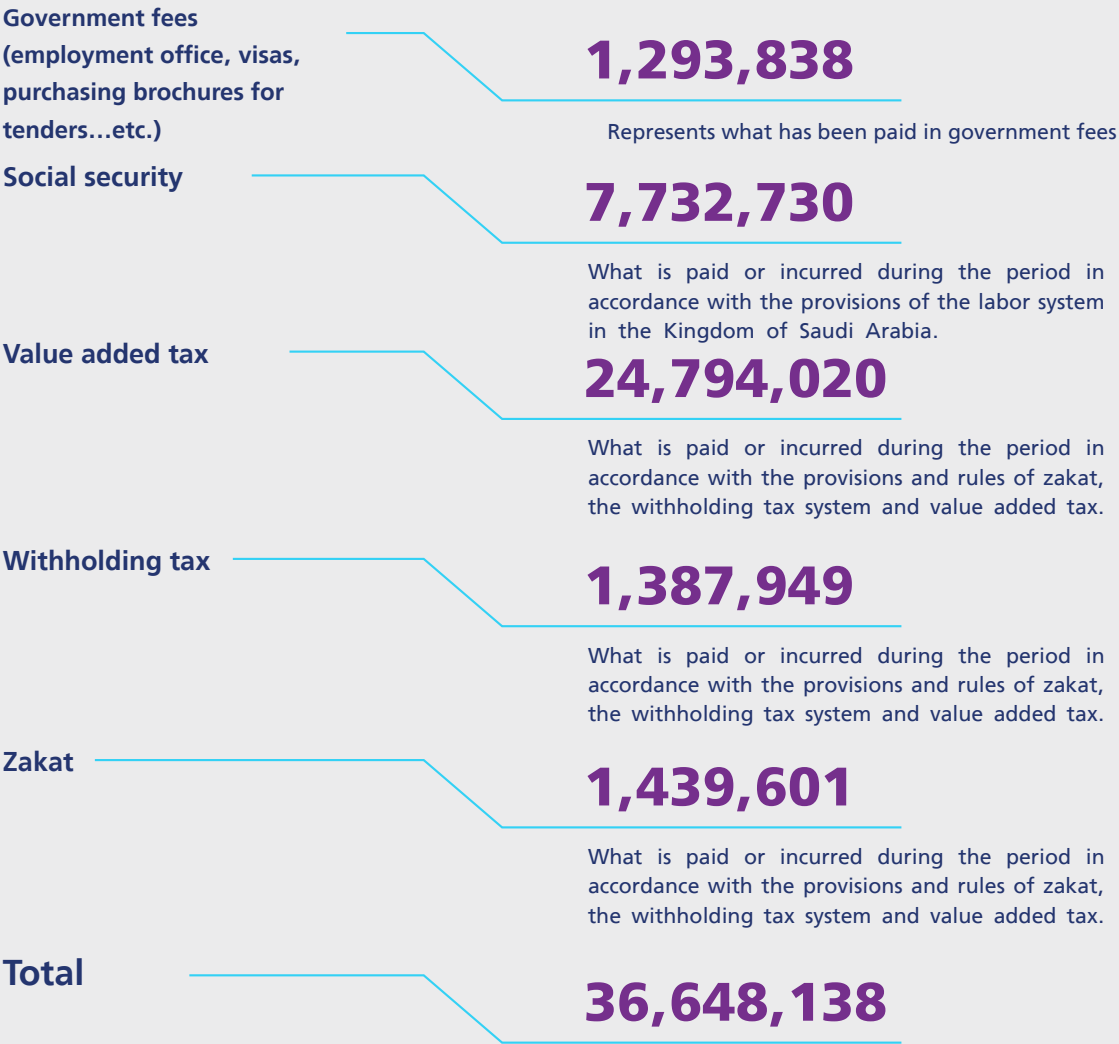 Government fees
(employment office, visas,
purchasing brochures for
tenders...etc.)
1,293,838
Represents what has been paid in government fees
Social security
7,732,730
What is paid or incurred during the period in
accordance with the provisions of the labor system
in the Kingdom of Saudi Arabia.
Value added tax
24,794,020
What is paid or incurred during the period in
accordance with the provisions and rules of zakat,
the withholding tax system and value added tax.
Withholding tax
1,387,949
What is paid or incurred during the period in
accordance with the provisions and rules of zakat,
the withholding tax system and value added tax.
Zakat
1,439,601
What is paid or incurred during the period in
accordance with the provisions and rules of zakat,
the withholding tax system and value added tax.
Total
36,648,138